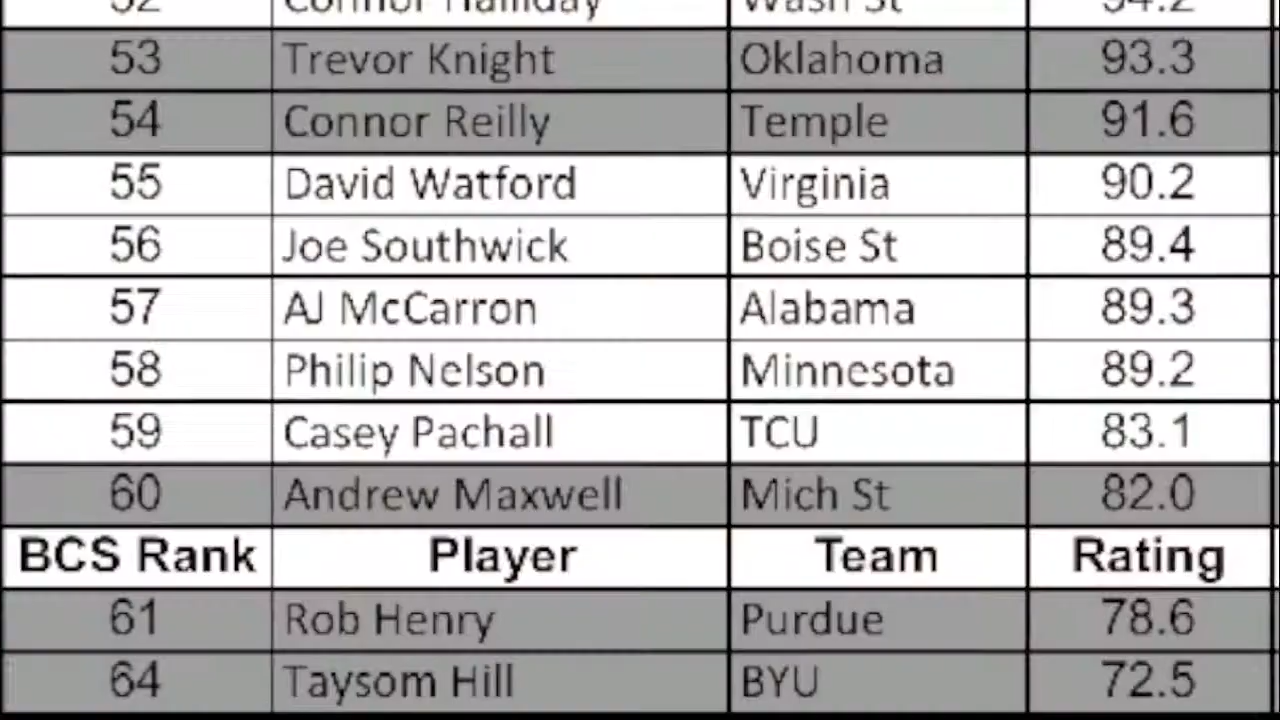 53 Trevor Knight Oklahoma 93.3
54 Connor Reilly Temple 91.6
55 David Watford Virginia 90.2
56 Joe Southwick Boise St 89.4
57 AJ McCarron Alabama 89.3
58 Philip Nelson Minnesota 89.2
59 Casey Pachall TCU 83.1
60 Andrew Maxwell Mich St 82.0
BCS Rank Player Team Rating
61 Rob Henry Purdue 78.6
64 Taysom Hill BYU 72.5